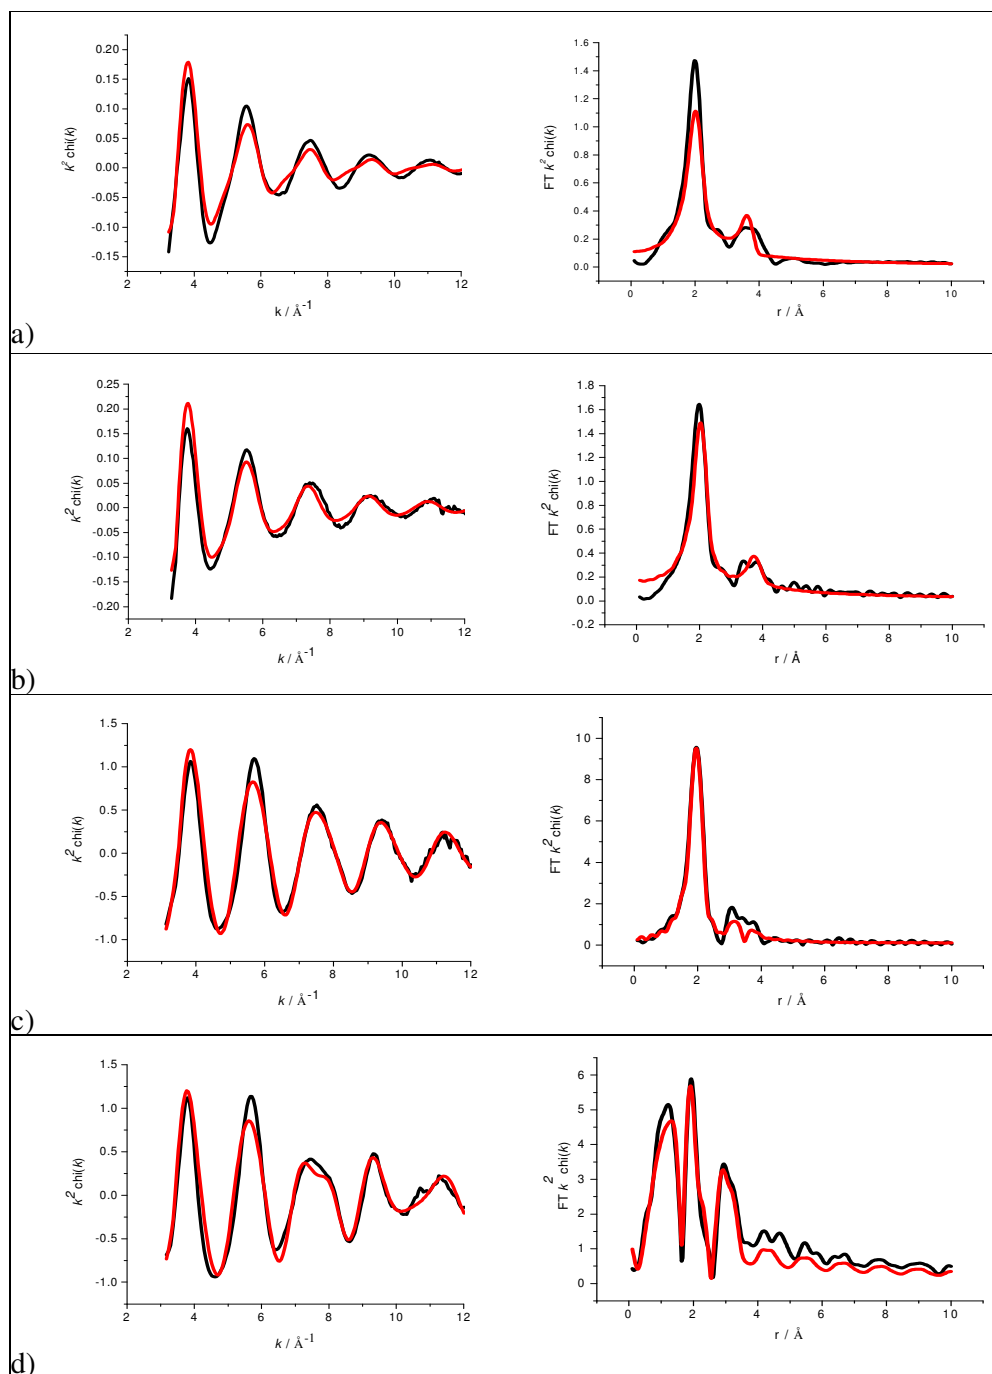 0.20
0.15
0.10
0.05
0.00
-0.05
-0.10
-0.15
2 4 6 8 10 12
k² chi(k)
k / Å-1
1.6
1.4
1.2
1.0
0.8
0.6
0.4
0.2
0.0
0 2 4 6 8 10
FT k² chi(k)
r / Å
a)
0.25
0.20
0.15
0.10
0.05
0.00
-0.05
-0.10
-0.15
-0.20
2 4 6 8 10 12
k² chi(k)
k / Å-1
1.8
1.6
1.4
1.2
1.0
0.8
0.6
0.4
0.2
0.0
-0.2
0 2 4 6 8 10
FT k² chi(k)
r / Å
b)
1.5
1.0
0.5
0.0
-0.5
-1.0
2 4 6 8 10 12
k² chi(k)
k / Å-1
10
8
6
4
2
0
0 2 4 6 8 10
FT k² chi(k)
r / Å
c)
1.5
1.0
0.5
0.0
-0.5
-1.0
2 4 6 8 10 12
k² chi(k)
k / Å-1
6
5
4
3
2
1
0
0 2 4 6 8 10
FT k² chi(k)
r / Å
d)